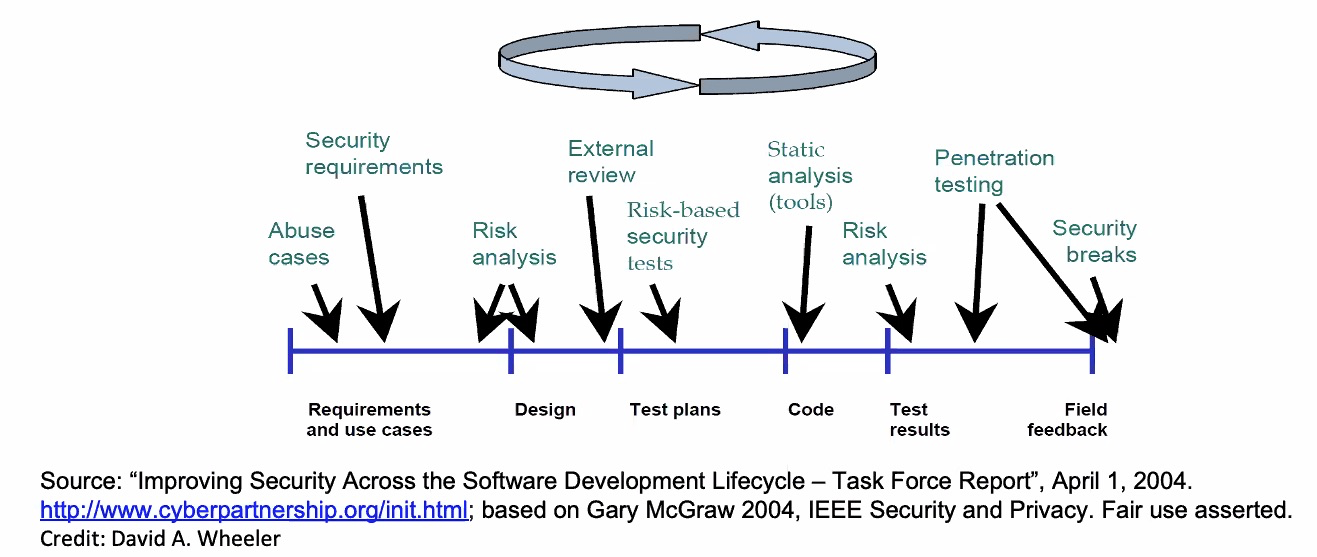 Security
requirements
External
review
Static
analysis
(tools)
Penetration
testing
Abuse
cases
Risk
analysis
Risk-based
security
tests
Risk
analysis
Security
breaks
Requirements
and use cases
Design
Test plans
Code
Test
results
Field
feedback
Source: “Improving Security Across the Software Development Lifecycle – Task Force Report”, April 1, 2004.
http://www.cyberpartnership.org/init.html; based on Gary McGraw 2004, IEEE Security and Privacy. Fair use asserted.
Credit: David A. Wheeler